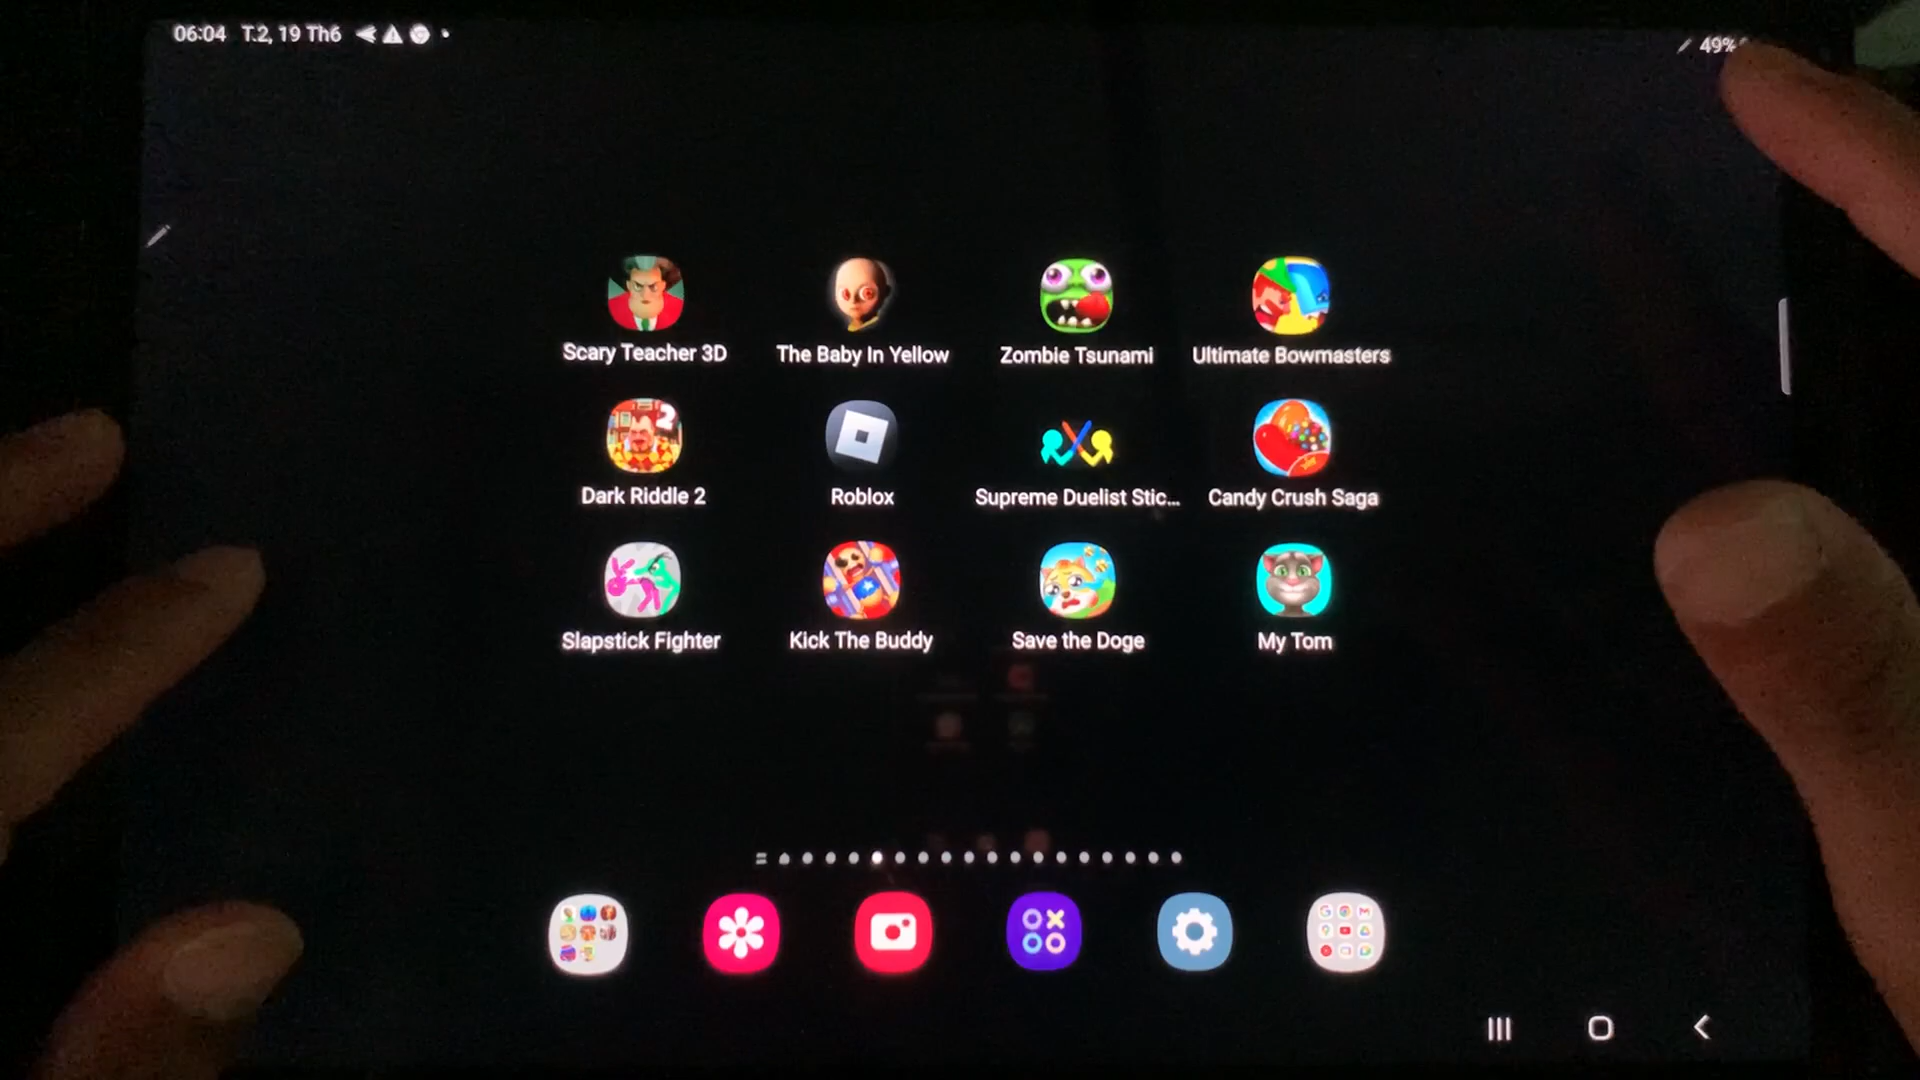 06:04 T.2, 19 Th6
49%
Scary Teacher 3D
The Baby In Yellow
Zombie Tsunami
Ultimate Bowmasters
2
Dark Riddle 2
Roblox
Supreme Duelist Stic...
Candy Crush Saga
Slapstick Fighter
Kick The Buddy
Save the Doge
My Tom